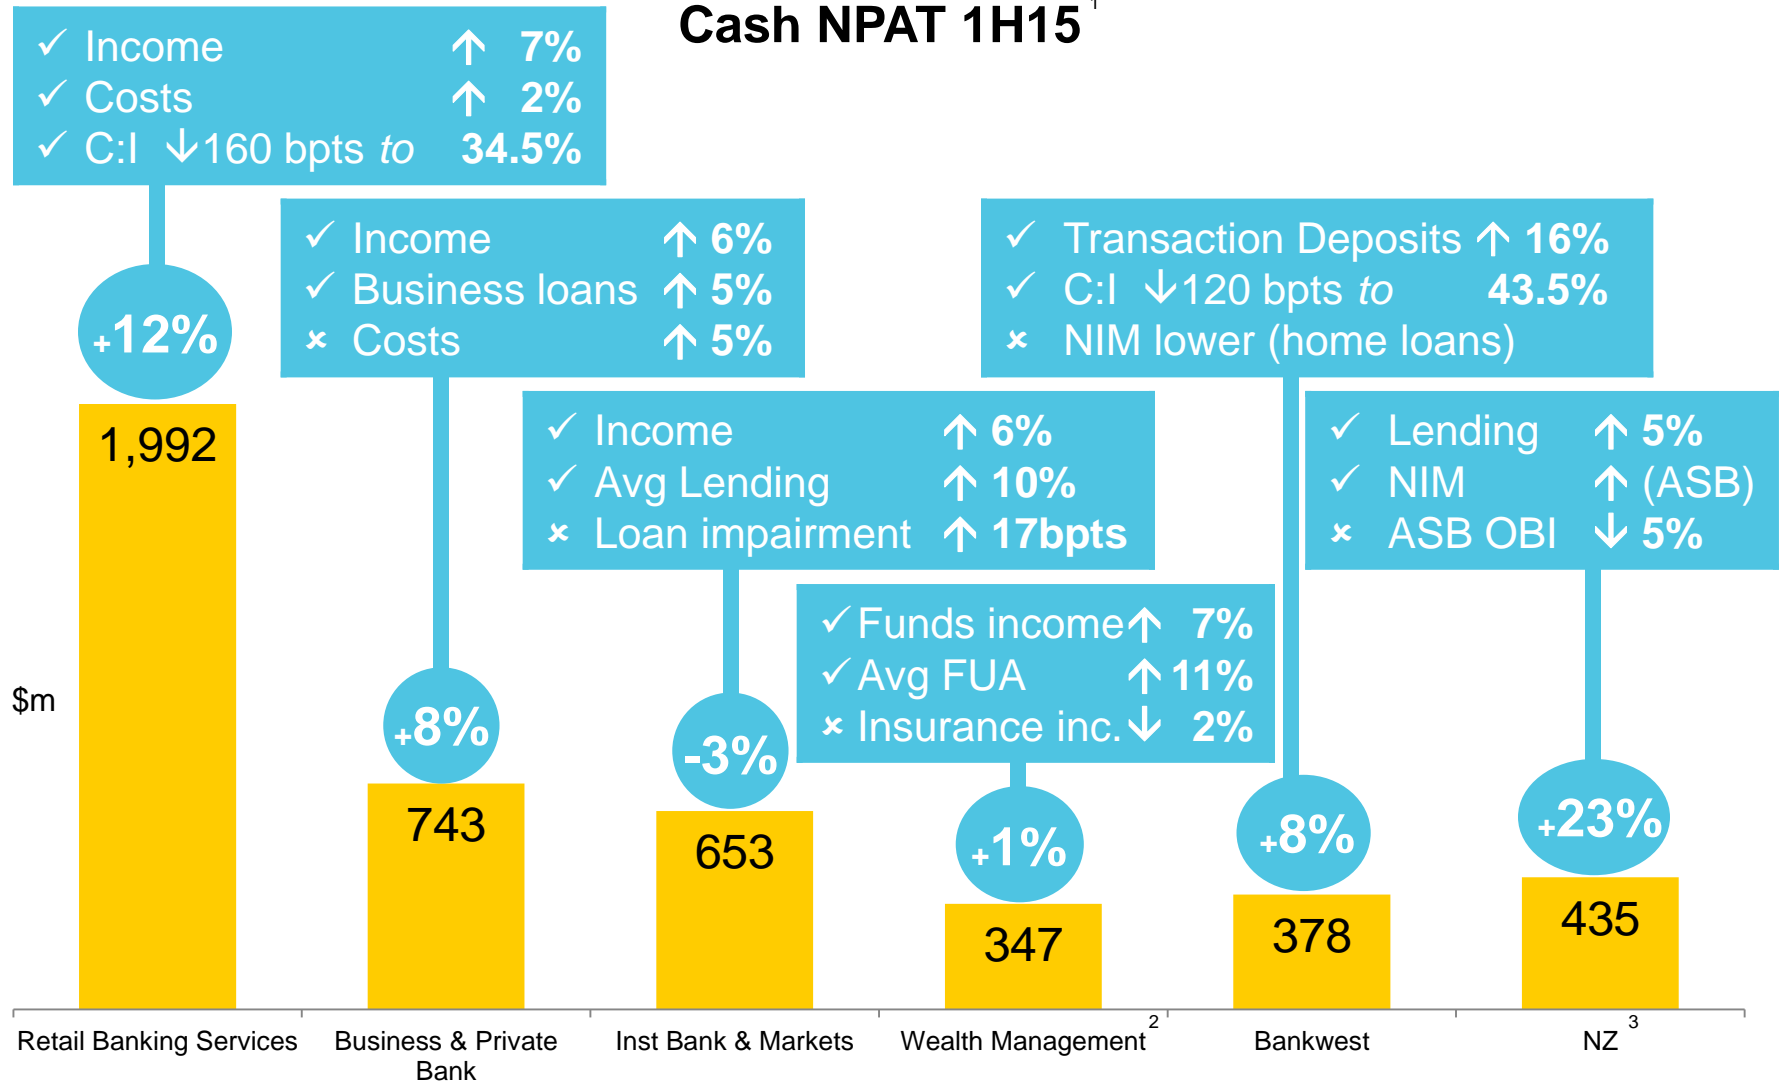 Cash NPAT 1H15 1
✓ Income ↑ 7%
✓ Costs ↑ 2%
✓ C:I ↓160 bpts to 34.5%
+12%
1,992
Retail Banking Services
✓ Income ↑ 6%
✓ Business loans ↑ 5%
× Costs ↑ 5%
+8%
743
Business & Private
Bank
✓ Income ↑ 6%
✓ Avg Lending ↑ 10%
× Loan impairment ↑ 17bpts
-3%
653
Inst Bank & Markets
✓ Funds income ↑ 7%
✓ Avg FUA ↑ 11%
× Insurance inc. ↓ 2%
+1%
347
Wealth Management 2
✓ Transaction Deposits ↑ 16%
✓ C:I ↓120 bpts to 43.5%
× NIM lower (home loans)
+8%
378
Bankwest
✓ Lending ↑ 5%
✓ NIM ↑ (ASB)
× ASB OBI ↓ 5%
+23%
435
NZ 3
$m